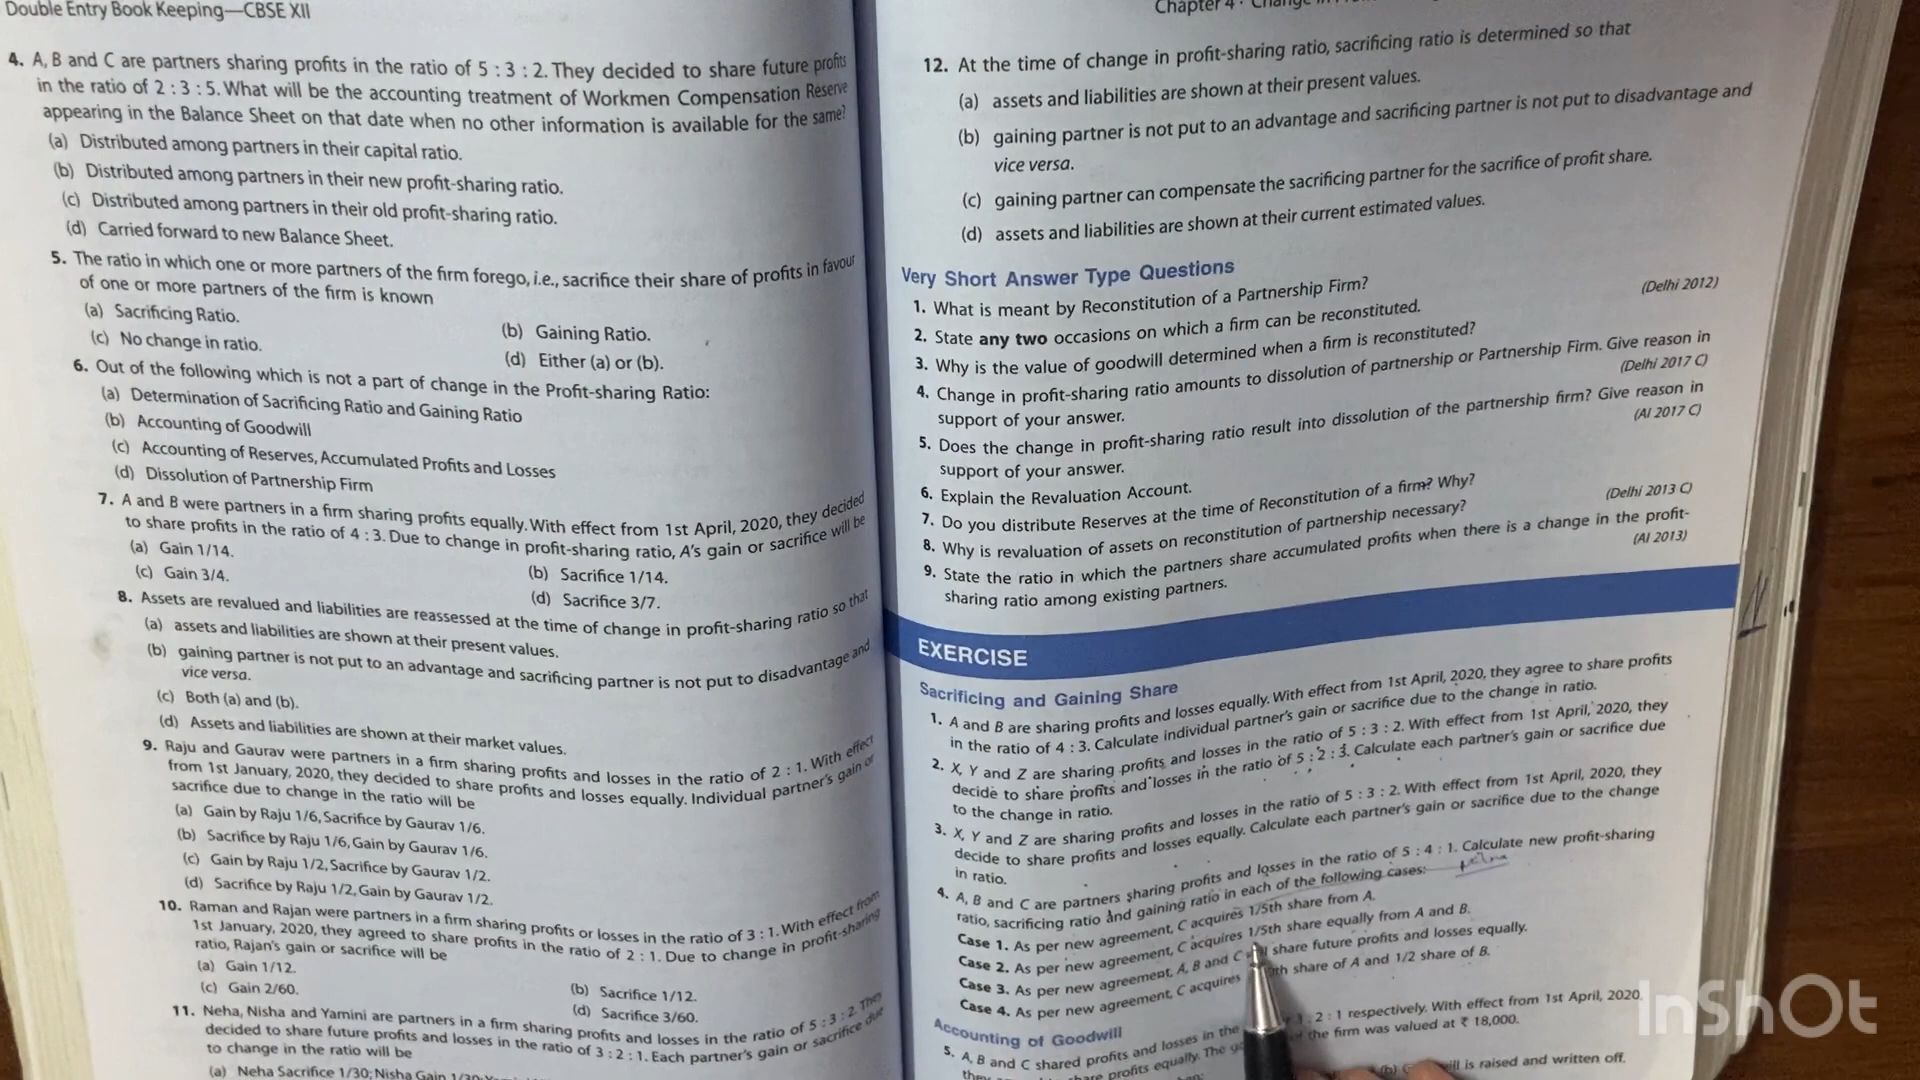 Double Entry Book Keeping—CBSE XII
4. A, B and C are partners sharing profits in the ratio of 5 : 3 : 2. They decided to share future profits
in the ratio of 2 : 3 : 5. What will be the accounting treatment of Workmen Compensation Reserve
appearing in the Balance Sheet on that date when no other information is available for the same?
(a) Distributed among partners in their capital ratio.
(b) Distributed among partners in their new profit-sharing ratio.
(c) Distributed among partners in their old profit-sharing ratio.
(d) Carried forward to new Balance Sheet.
5. The ratio in which one or more partners of the firm forego, i.e., sacrifice their share of profits in favour
of one or more partners of the firm is known
(a) Sacrificing Ratio.
(b) Gaining Ratio.
(c) No change in ratio.
(d) Either (a) or (b).
6. Out of the following which is not a part of change in the Profit-sharing Ratio:
(a) Determination of Sacrificing Ratio and Gaining Ratio
(b) Accounting of Goodwill
(c) Accounting of Reserves, Accumulated Profits and Losses
(d) Dissolution of Partnership Firm
7. A and B were partners in a firm sharing profits equally. With effect from 1st April, 2020, they decided
to share profits in the ratio of 4 : 3. Due to change in profit-sharing ratio, A's gain or sacrifice will be
(a) Gain 1/14.
(b) Sacrifice 1/14.
(c) Gain 3/4.
(d) Sacrifice 3/7.
8. Assets are revalued and liabilities are reassessed at the time of change in profit-sharing ratio so that
(a) assets and liabilities are shown at their present values.
(b) gaining partner is not put to an advantage and sacrificing partner is not put to disadvantage and
vice versa.
(c) Both (a) and (b).
(d) Assets and liabilities are shown at their market values.
9. Raju and Gaurav were partners in a firm sharing profits and losses in the ratio of 2 : 1. With effect
from 1st January, 2020, they decided to share profits and losses equally. Individual partner's gain or
sacrifice due to change in the ratio will be
(a) Gain by Raju 1/6, Sacrifice by Gaurav 1/6.
(b) Sacrifice by Raju 1/6, Gain by Gaurav 1/6.
(c) Gain by Raju 1/2, Sacrifice by Gaurav 1/2.
(d) Sacrifice by Raju 1/2, Gain by Gaurav 1/2.
10. Raman and Rajan were partners in a firm sharing profits or losses in the ratio of 3 : 1. With effect from
1st January, 2020, they agreed to share profits in the ratio of 2 : 1. Due to change in profit-sharing
ratio, Rajan's gain or sacrifice will be
(a) Gain 1/12.
(b) Sacrifice 1/12.
(c) Gain 2/60.
(d) Sacrifice 3/60.
11. Neha, Nisha and Yamini are partners in a firm sharing profits and losses in the ratio of 5 : 3 : 2. They
decided to share future profits and losses in the ratio of 3 : 2 : 1. Each partner's gain or sacrifice due
to change in the ratio will be
(a) Neha Sacrifice 1/30; Nisha Gain
Chapter 4 · Change in
12. At the time of change in profit-sharing ratio, sacrificing ratio is determined so that
(a) assets and liabilities are shown at their present values.
(b) gaining partner is not put to an advantage and sacrificing partner is not put to disadvantage and
vice versa.
(c) gaining partner can compensate the sacrificing partner for the sacrifice of profit share.
(d) assets and liabilities are shown at their current estimated values.
Very Short Answer Type Questions
1. What is meant by Reconstitution of a Partnership Firm? (Delhi 2012)
2. State any two occasions on which a firm can be reconstituted.
3. Why is the value of goodwill determined when a firm is reconstituted?
4. Change in profit-sharing ratio amounts to dissolution of partnership or Partnership Firm. Give reason in
support of your answer. (Delhi 2017 C)
5. Does the change in profit-sharing ratio result into dissolution of the partnership firm? Give reason in
support of your answer. (AI 2017 C)
6. Explain the Revaluation Account.
7. Do you distribute Reserves at the time of Reconstitution of a firm? Why?
8. Why is revaluation of assets on reconstitution of partnership necessary? (Delhi 2013 C)
9. State the ratio in which the partners share accumulated profits when there is a change in the profit-
sharing ratio among existing partners. (AI 2013)
EXERCISE
Sacrificing and Gaining Share
1. A and B are sharing profits and losses equally. With effect from 1st April, 2020, they agree to share profits
in the ratio of 4 : 3. Calculate individual partner's gain or sacrifice due to the change in ratio.
2. X, Y and Z are sharing profits and losses in the ratio of 5 : 3 : 2. With effect from 1st April, 2020, they
decide to share profits and losses in the ratio of 5 : 2 : 3. Calculate each partner's gain or sacrifice due
to the change in ratio.
3. X, Y and Z are sharing profits and losses in the ratio of 5 : 3 : 2. With effect from 1st April, 2020, they
decide to share profits and losses equally. Calculate each partner's gain or sacrifice due to the change
in ratio.
4. A, B and C are partners sharing profits and losses in the ratio of 5 : 4 : 1. Calculate new profit-sharing
ratio, sacrificing ratio and gaining ratio in each of the following cases:
Case 1. As per new agreement, C acquires 1/5th share from A.
Case 2. As per new agreement, C acquires 1/5th share equally from A and B.
Case 3. As per new agreement, A, B and C share future profits and losses equally.
Case 4. As per new agreement, C acquires share of A and 1/2 share of B.
Accounting of Goodwill
5. A, B and C shared profits and losses in the : 2 : 1 respectively. With effect from 1st April, 2020
profits equally. The the firm was valued at ₹ 18,000.
(b) is raised and written off.
InShOt